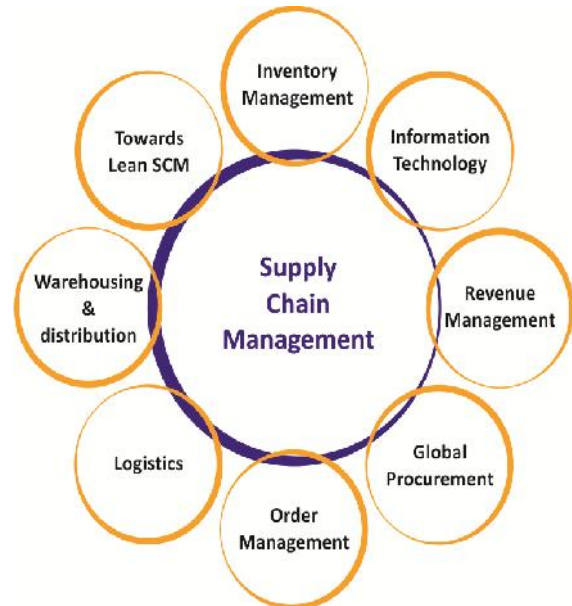 Inventory
Management
Information
Technology
Revenue
Management
Global
Procurement
Order
Management
Logistics
Warehousing
&
distribution
Towards
Lean SCM
Supply
Chain
Management